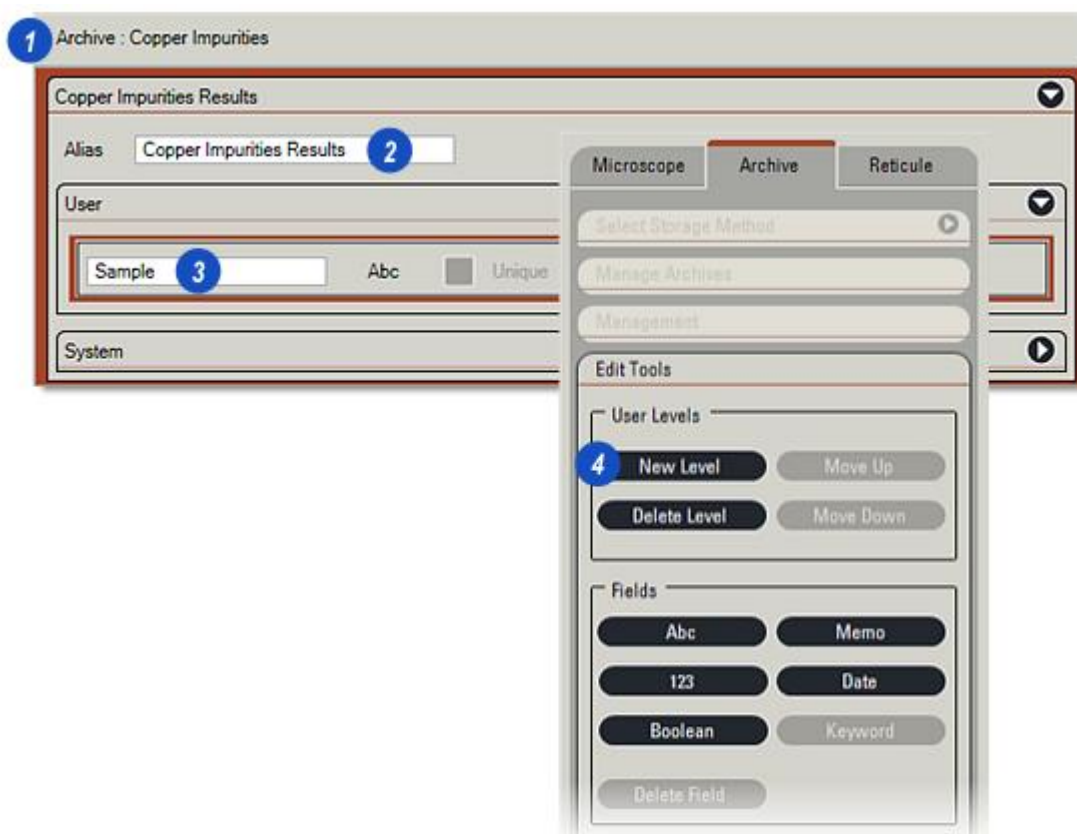 1 Archive : Copper Impurities
Copper Impurities Results
Alias Copper Impurities Results 2
User
Sample 3 Abc Unique
System
Microscope Archive Reticule
Select Storage Method
Manage Archives
Management
Edit Tools
User Levels
4 New Level Move Up
Delete Level Move Down
Fields
Abc Memo
123 Date
Boolean Keyword
Delete Field